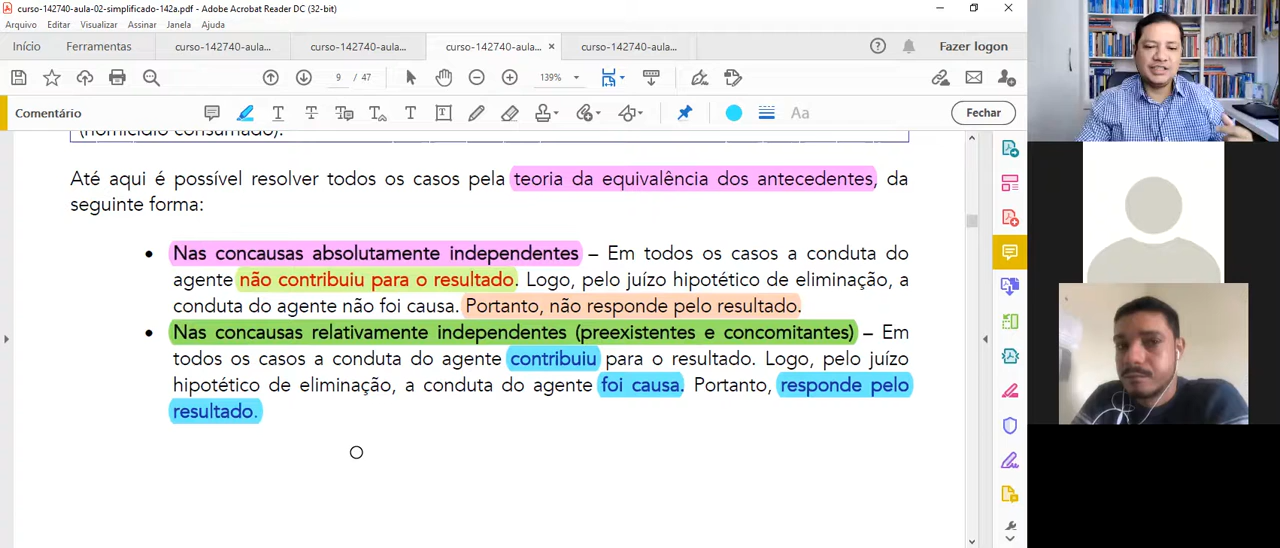 curso-142740-aula-02-simplificado-142a.pdf - Adobe Acrobat Reader DC (32-bit)
Arquivo Editar Visualizar Assinar Janela Ajuda
Início Ferramentas curso-142740-aula... curso-142740-aula... curso-142740-aula... × curso-142740-aula... Fazer logon
9 / 47 139%
Comentário Aa Fechar
(homicídio consumado).
Até aqui é possível resolver todos os casos pela teoria da equivalência dos antecedentes, da
seguinte forma:
• Nas concausas absolutamente independentes – Em todos os casos a conduta do
agente não contribuiu para o resultado. Logo, pelo juízo hipotético de eliminação, a
conduta do agente não foi causa. Portanto, não responde pelo resultado.
• Nas concausas relativamente independentes (preexistentes e concomitantes) – Em
todos os casos a conduta do agente contribuiu para o resultado. Logo, pelo juízo
hipotético de eliminação, a conduta do agente foi causa. Portanto, responde pelo
resultado.